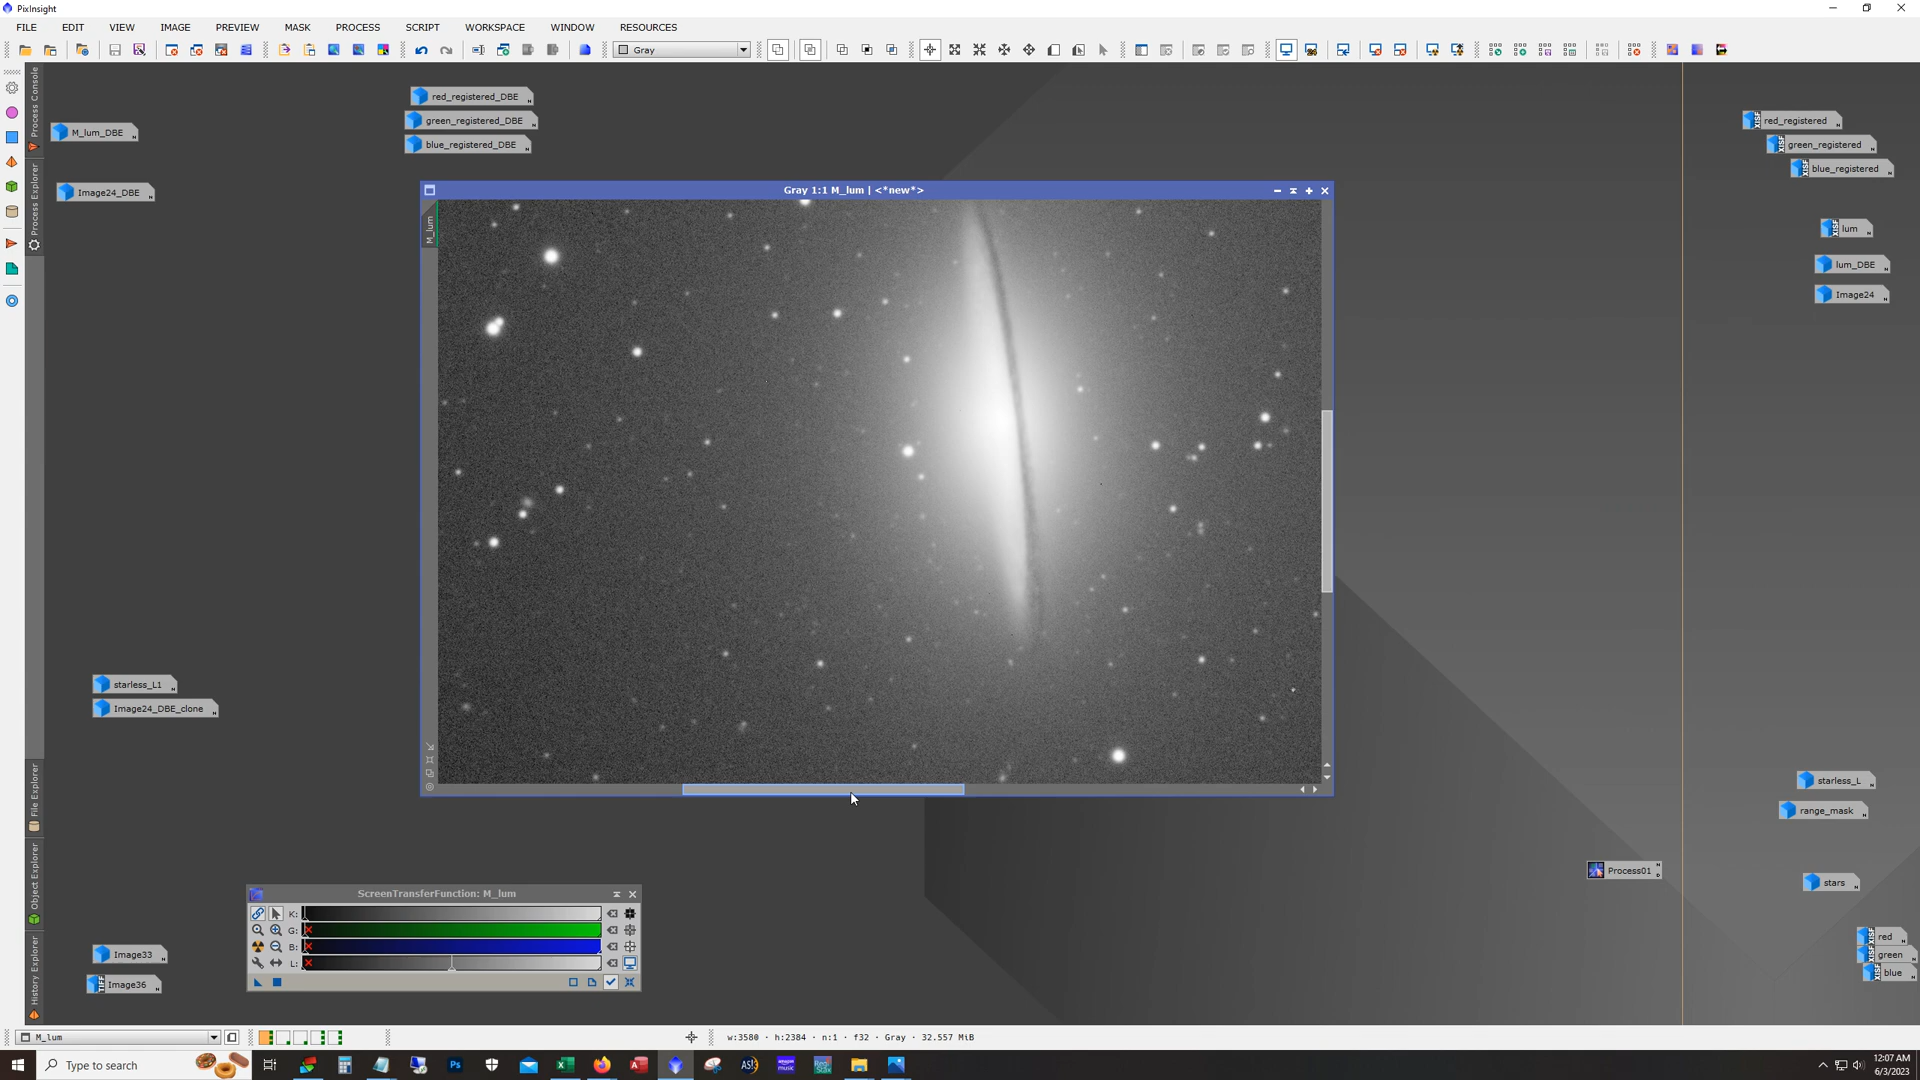 PixInsight
FILE EDIT VIEW IMAGE PREVIEW MASK PROCESS SCRIPT WORKSPACE WINDOW RESOURCES
Gray
Process Console
Process Explorer
File Explorer
Object Explorer
History Explorer
M_lum_DBE
Image24_DBE
red_registered_DBE
green_registered_DBE
blue_registered_DBE
red_registered
green_registered
blue_registered
lum
lum_DBE
Image24
Gray 1:1 M_lum | <*new*>
M_lum
starless_L1
Image24_DBE_clone
starless_L
range_mask
Process01
stars
red
green
blue
Image33
Image36
ScreenTransferFunction: M_lum
K:
G:
B:
L:
M_lum
w:3580 · h:2384 · n:1 · f32 · Gray · 32.557 MiB
Type to search
12:07 AM
6/3/2023